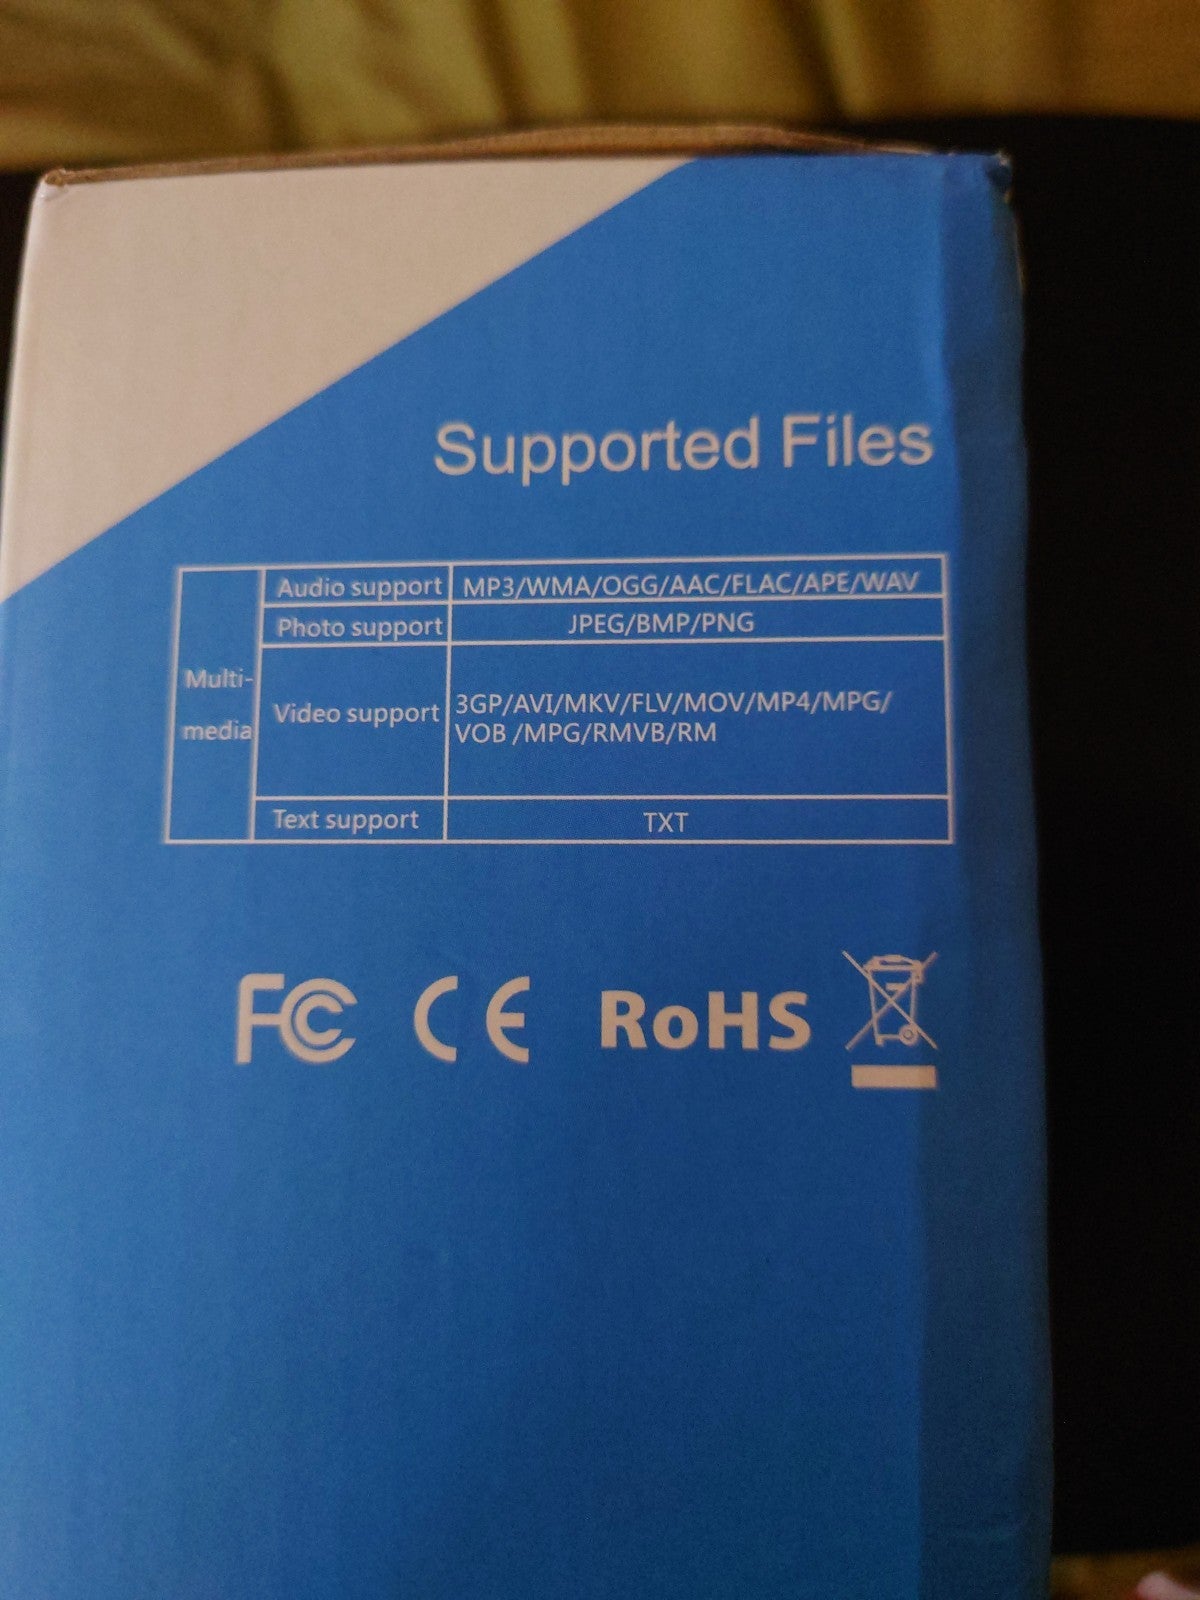 Supported Files
Multi-
media
Audio support MP3/WMA/OGG/AAC/FLAC/APE/WAV
Photo support JPEG/BMP/PNG
Video support 3GP/AVI/MKV/FLV/MOV/MP4/MPG/
VOB /MPG/RMVB/RM
Text support TXT
FC CE RoHS